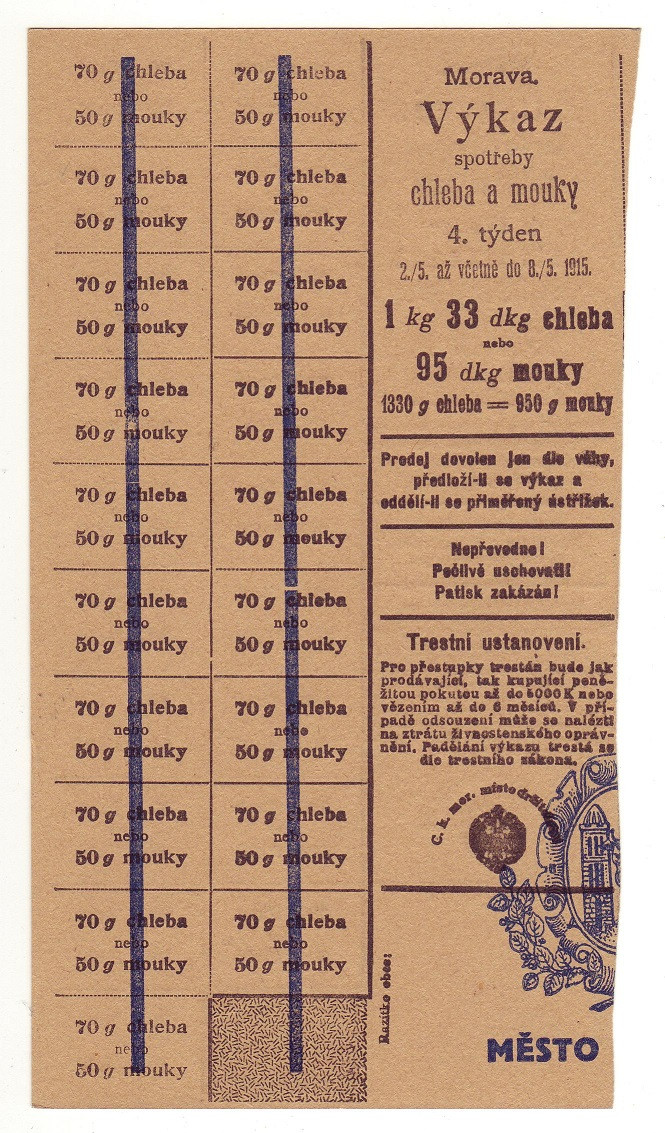 70 g chleba
nebo
50 g mouky
70 g chleba
nebo
50 g mouky
70 g chleba
nebo
50 g mouky
70 g chleba
nebo
50 g mouky
70 g chleba
nebo
50 g mouky
70 g chleba
nebo
50 g mouky
70 g chleba
nebo
50 g mouky
70 g chleba
nebo
50 g mouky
70 g chleba
nebo
50 g mouky
70 g chleba
nebo
50 g mouky
70 g chleba
nebo
50 g mouky
70 g chleba
nebo
50 g mouky
70 g chleba
nebo
50 g mouky
70 g chleba
nebo
50 g mouky
70 g chleba
nebo
50 g mouky
70 g chleba
nebo
50 g mouky
70 g chleba
nebo
50 g mouky
70 g chleba
nebo
50 g mouky
70 g chleba
nebo
50 g mouky
Morava.
Výkaz
spotřeby
chleba a mouky
4. týden
2./5. až včetně do 8./5. 1915.
1 kg 33 dkg chleba
nebo
95 dkg mouky
1330 g chleba = 950 g mouky
Prodej dovolen jen dle váhy,
předloží-li se výkaz a
oddělí-li se přiměřený ústřižek.
Nepřevodne!
Pečlivě uschovati!
Patisk zakázán!
Trestní ustanovení.
Pro přestupky trestán bude jak
prodávající, tak kupující peně-
žitou pokutou až do 5000 K nebo
vězením až do 6 měsíců. V pří-
padě odsouzení může se nalézti
na ztrátu živnostenského opráv-
nění. Padělání výkazu trestá se
dle trestního zákona.
C. k. mor. místodržitel
Razítko obce:
MĚSTO